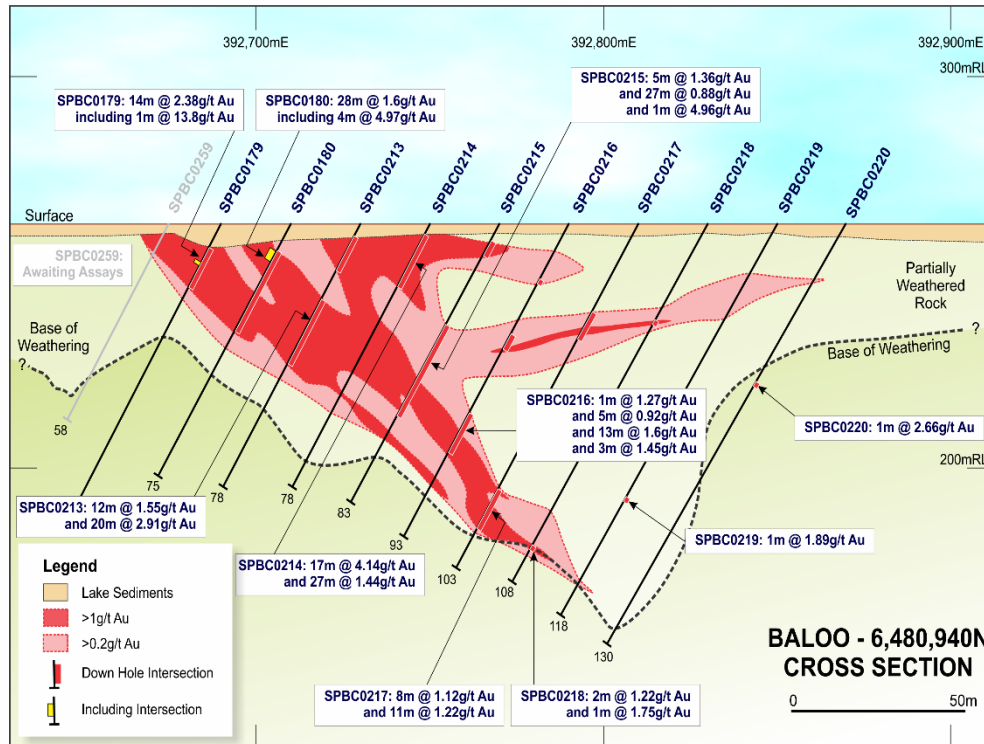 392,700mE
392,800mE
392,900mE
300mRL
SPBC0179: 14m @ 2.38g/t Au
including 1m @ 13.8g/t Au
SPBC0180: 28m @ 1.6g/t Au
including 4m @ 4.97g/t Au
SPBC0215: 5m @ 1.36g/t Au
and 27m @ 0.88g/t Au
and 1m @ 4.96g/t Au
SPBC0259
SPBC0179
SPBC0180
SPBC0213
SPBC0214
SPBC0215
SPBC0216
SPBC0217
SPBC0218
SPBC0219
SPBC0220
Surface
SPBC0259:
Awaiting Assays
Partially
Weathered
Rock
Base of
Weathering
?
?
Base of Weathering
SPBC0216: 1m @ 1.27g/t Au
and 5m @ 0.92g/t Au
and 13m @ 1.6g/t Au
and 3m @ 1.45g/t Au
SPBC0220: 1m @ 2.66g/t Au
200mRL
58
75
78
78
83
93
103
108
118
130
SPBC0213: 12m @ 1.55g/t Au
and 20m @ 2.91g/t Au
SPBC0219: 1m @ 1.89g/t Au
SPBC0214: 17m @ 4.14g/t Au
and 27m @ 1.44g/t Au
Legend
Lake Sediments
>1g/t Au
>0.2g/t Au
Down Hole Intersection
Including Intersection
SPBC0217: 8m @ 1.12g/t Au
and 11m @ 1.22g/t Au
SPBC0218: 2m @ 1.22g/t Au
and 1m @ 1.75g/t Au
BALOO - 6,480,940N
CROSS SECTION
0
50m